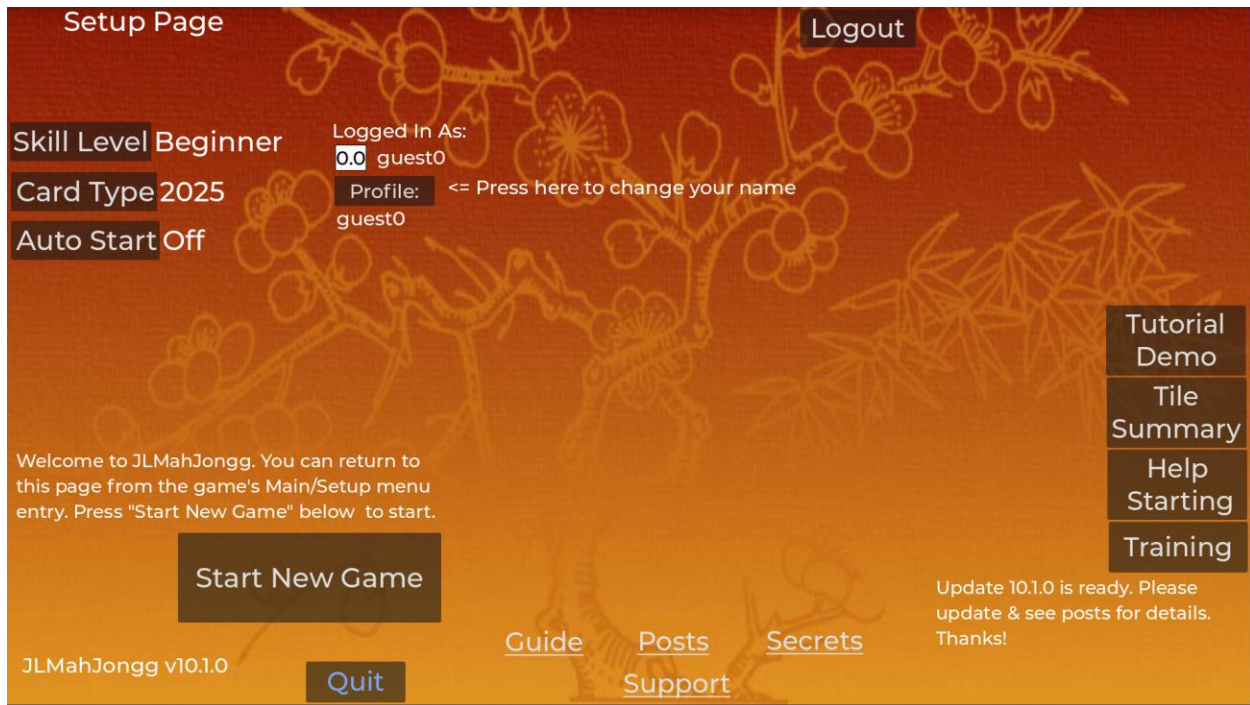 Setup Page
Logout
Skill Level Beginner
Card Type 2025
Auto Start Off
Logged In As:
0.0 guest0
Profile: <= Press here to change your name
guest0
Tutorial
Demo
Tile
Summary
Help
Starting
Training
Welcome to JLMahJongg. You can return to
this page from the game's Main/Setup menu
entry. Press "Start New Game" below  to start.
Start New Game
Update 10.1.0 is ready. Please
update & see posts for details.
Thanks!
Guide Posts Secrets
Support
JLMahJongg v10.1.0
Quit